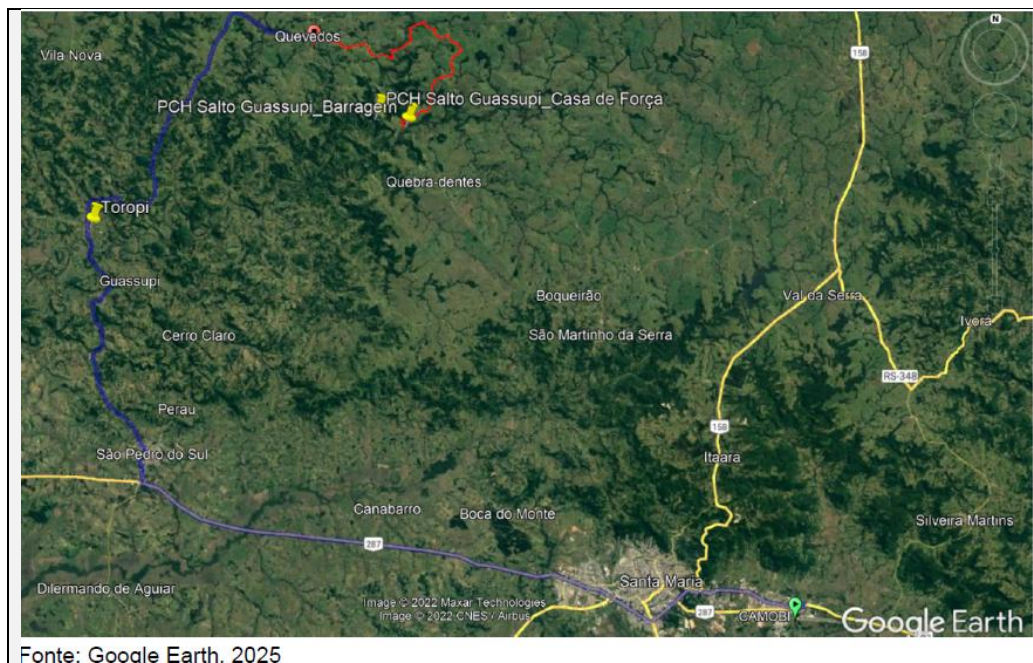 N
Quevedos
158
Vila Nova
PCH Salto Guassupi_Barragem
PCH Salto Guassupi_Casa de Força
Quebra-dentes
Toropi
Guassupi
Boqueirão
Val da Serra
Ivorá
Cerro Claro
São Martinho da Serra
RS-348
Perau
158
São Pedro do Sul
Itaara
Canabarro
Boca do Monte
Silveira Martins
287
Dilermando de Aguiar
Santa Maria
Image © 2022 Maxar Technologies
Image © 2022 CNES / Airbus
287
CAMOBI
Google Earth
Fonte: Google Earth, 2025